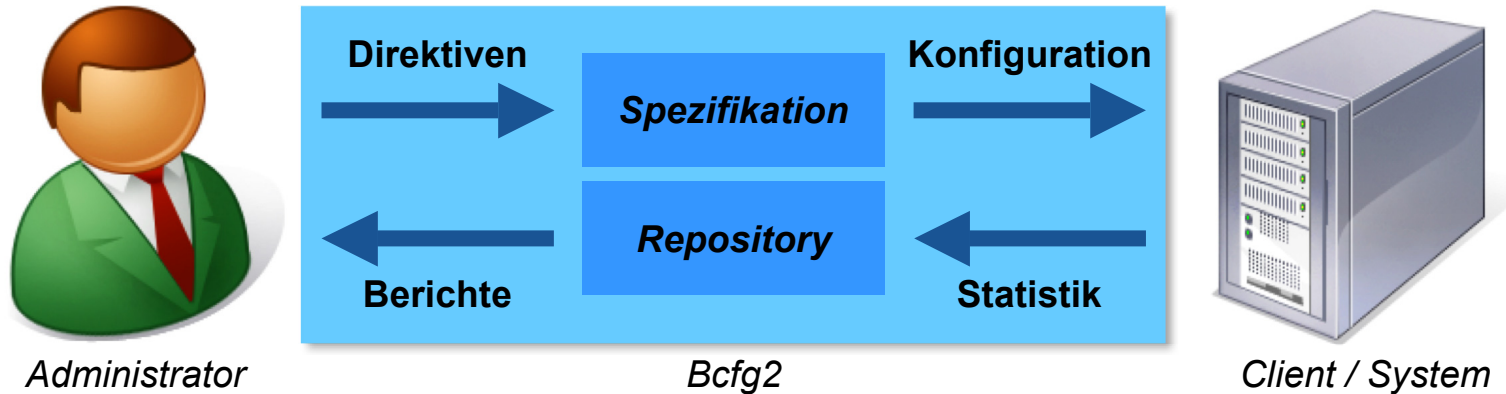 Direktiven
Konfiguration
Spezifikation
Repository
Berichte
Statistik
Administrator
Bcfg2
Client / System